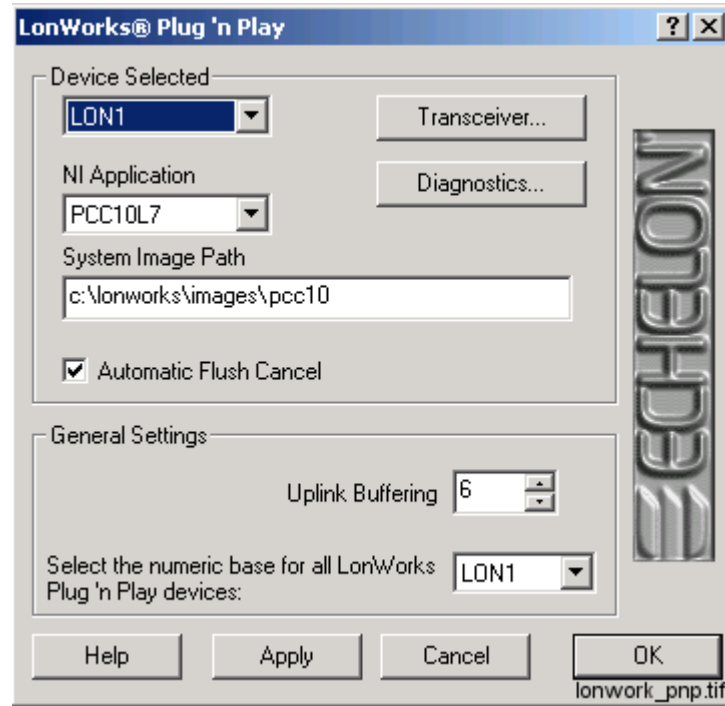 LonWorks® Plug 'n Play
Device Selected
LON1
Transceiver...
NI Application
Diagnostics...
PCC10L7
System Image Path
c:\lonworks\images\pcc10
Automatic Flush Cancel
ECHELON
General Settings
Uplink Buffering 6
Select the numeric base for all LonWorks
Plug 'n Play devices:
LON1
Help Apply Cancel OK
lonwork_pnp.tif